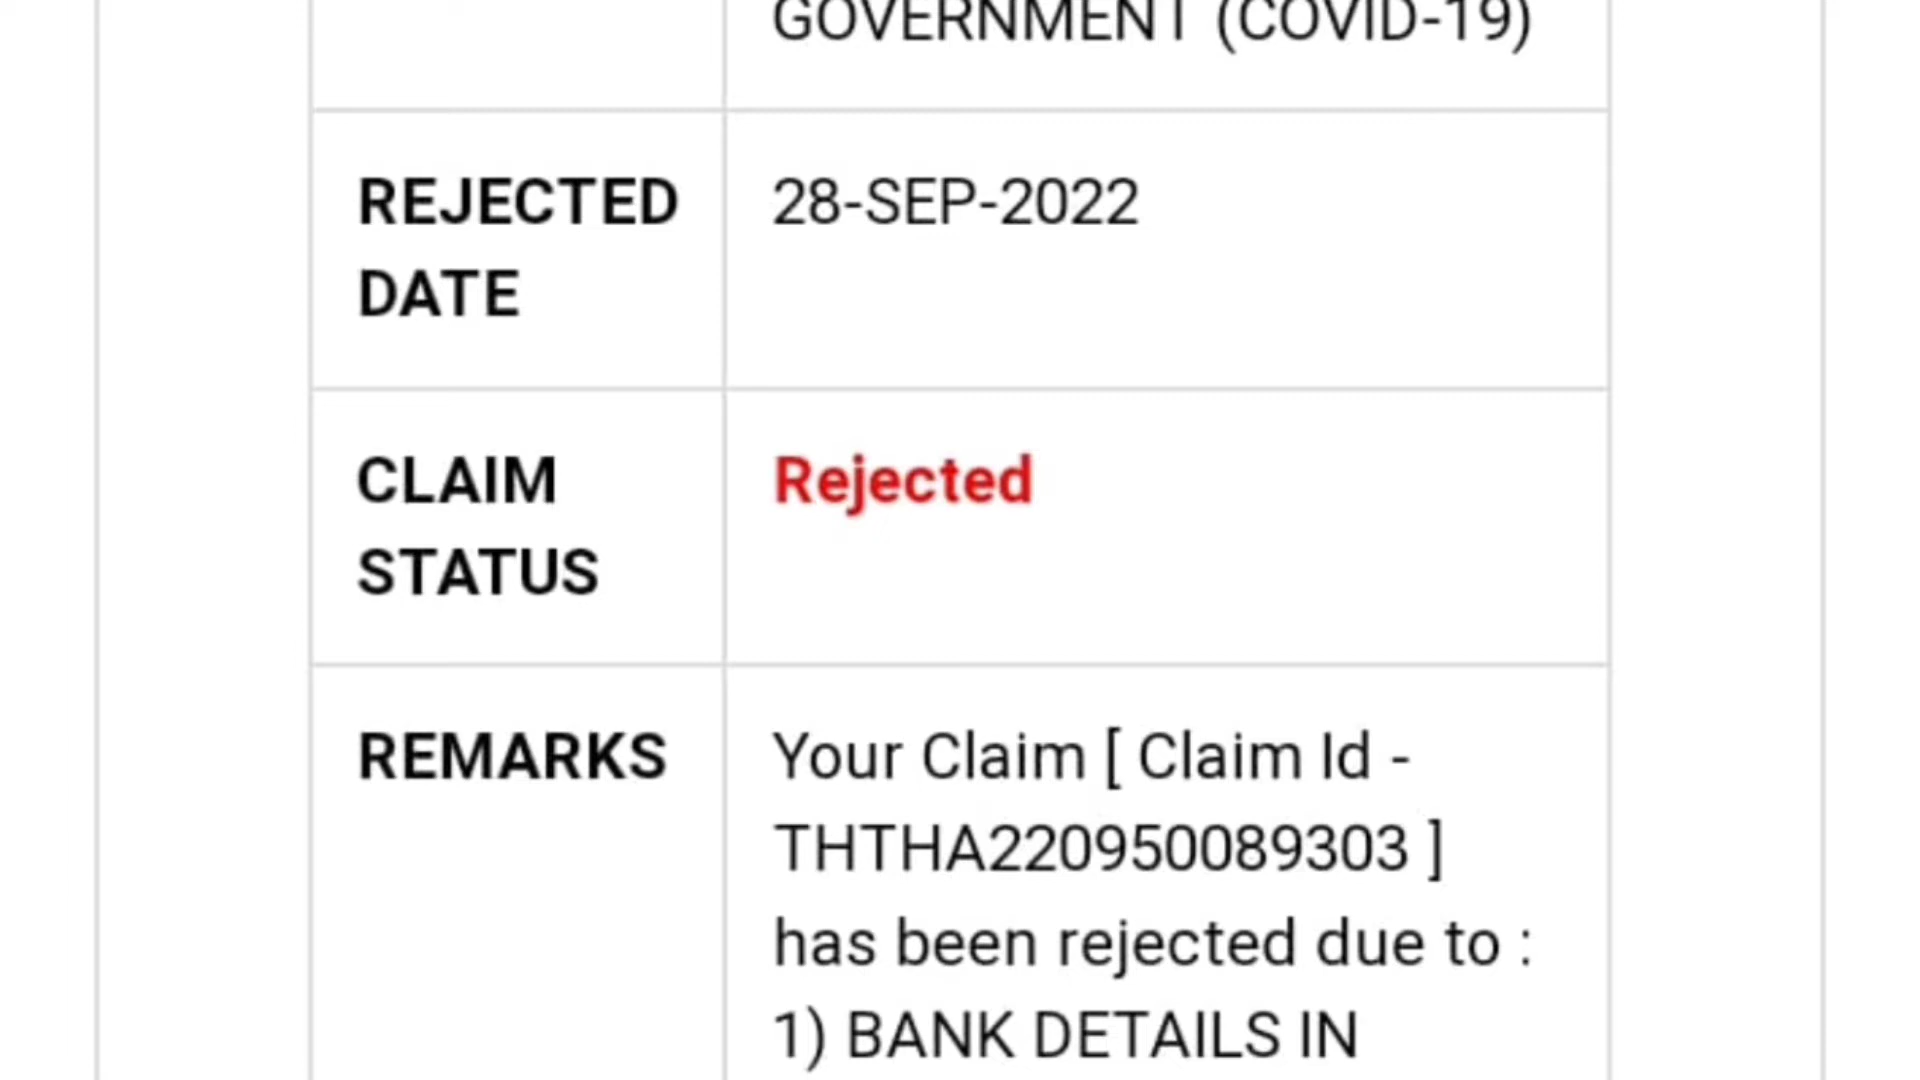 GOVERNMENT (COVID-19)
REJECTED
DATE
28-SEP-2022
CLAIM
STATUS
Rejected
REMARKS
Your Claim [ Claim Id -
THTHA220950089303 ]
has been rejected due to :
1) BANK DETAILS IN